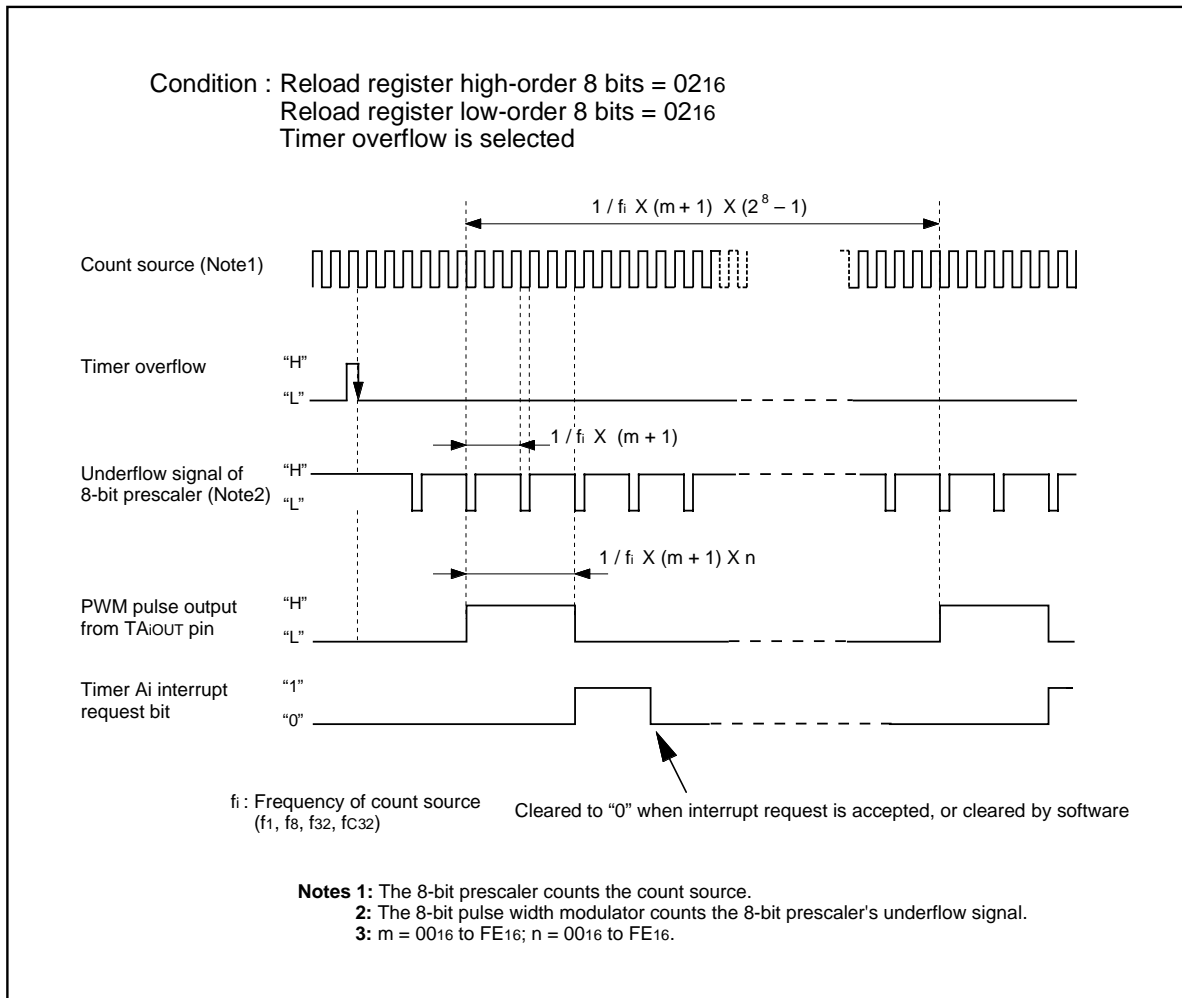 Condition : Reload register high-order 8 bits = 0216
Reload register low-order 8 bits = 0216
Timer overflow is selected
1 / fi X (m + 1) X (2^8 – 1)
Count source (Note1)
Timer overflow
“H”
“L”
1 / fi X (m + 1)
Underflow signal of
8-bit prescaler (Note2)
“H”
“L”
1 / fi X (m + 1) X n
PWM pulse output
from TAiOUT pin
“H”
“L”
Timer Ai interrupt
request bit
“1”
“0”
fi : Frequency of count source
(f1, f8, f32, fC32)
Cleared to “0” when interrupt request is accepted, or cleared by software
Notes 1: The 8-bit prescaler counts the count source.
2: The 8-bit pulse width modulator counts the 8-bit prescaler's underflow signal.
3: m = 0016 to FE16; n = 0016 to FE16.